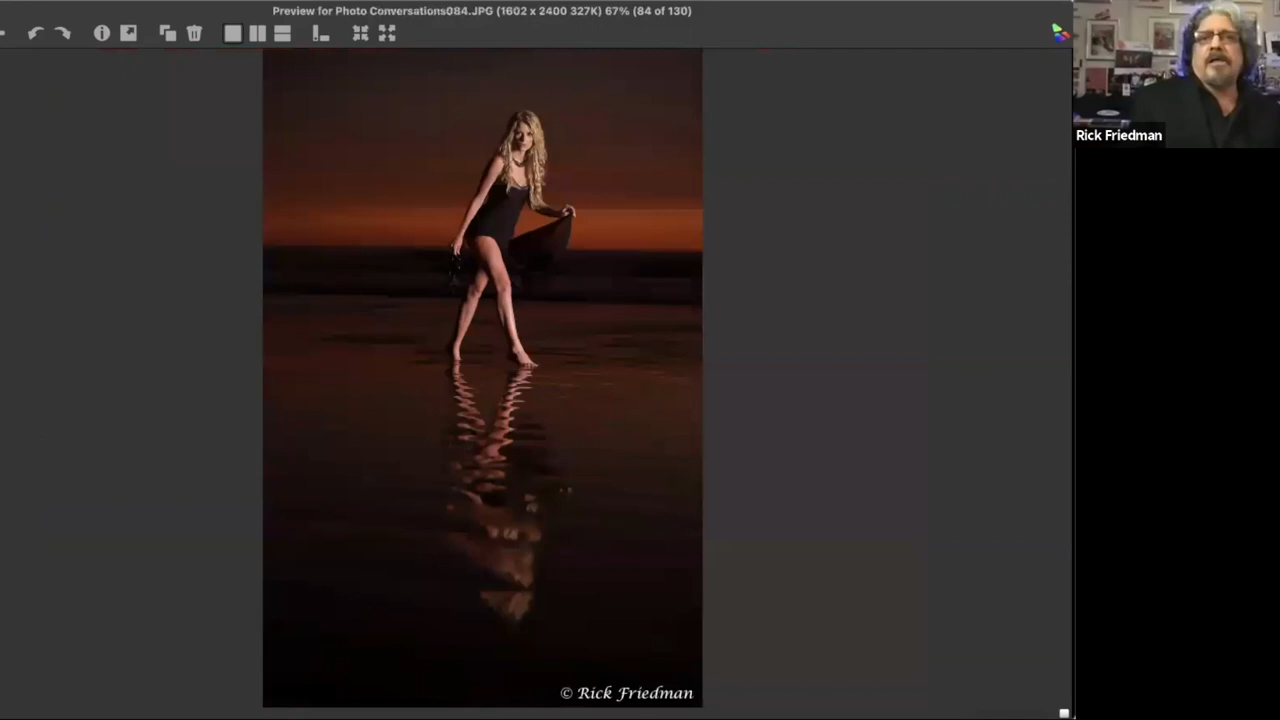 Preview for Photo Conversations084.JPG (1602 x 2400 327K) 67% (84 of 130)
Rick Friedman
© Rick Friedman